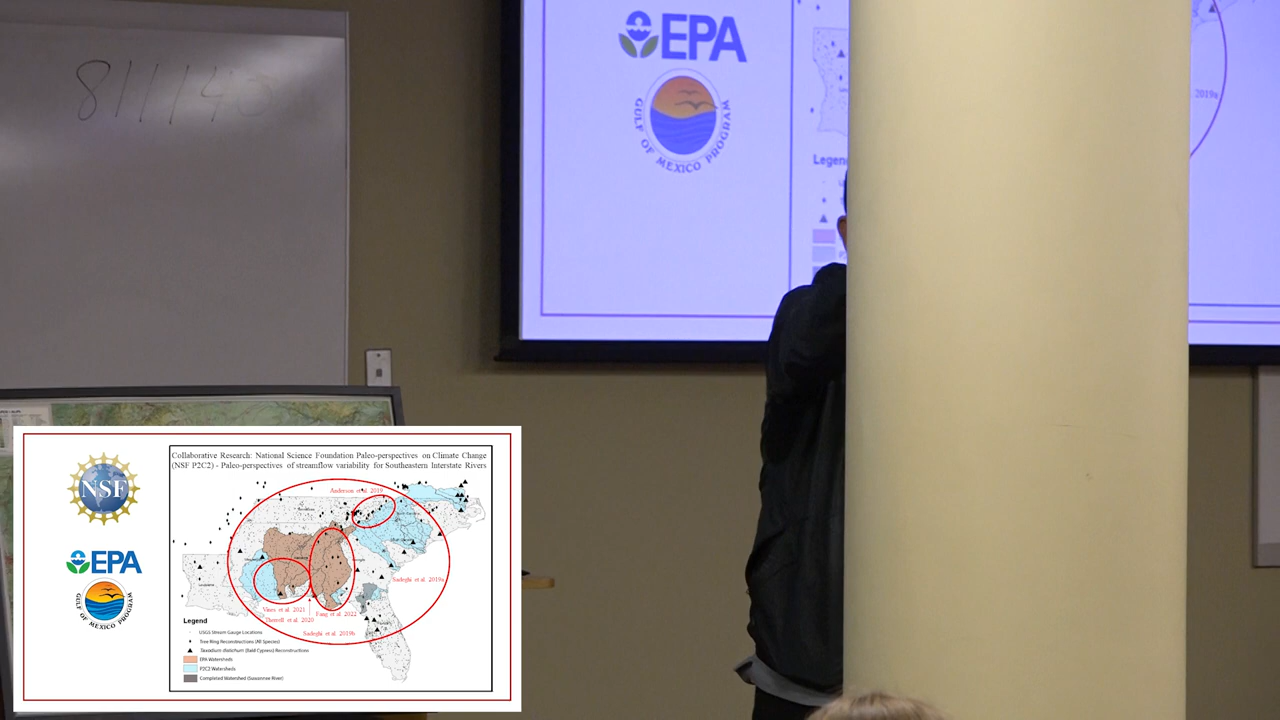 811140
EPA
GULF OF MEXICO PROGRAM
2019a
NSF
EPA
GULF OF MEXICO PROGRAM
Collaborative Research: National Science Foundation Paleo-perspectives on Climate Change
(NSF P2C2) - Paleo-perspectives of streamflow variability for Southeastern Interstate Rivers
Anderson et al. 2019
Sadeghi et al. 2019a
Vines et al. 2021
Fang et al. 2022
Therrell et al. 2020
Sadeghi et al. 2019b
Legend
USGS Stream Gauge Locations
Tree Ring Reconstructions (All Species)
Taxodium distichum (Bald Cypress) Reconstructions
EPA Watersheds
P2C2 Watersheds
Completed Watershed (Suwannee River)